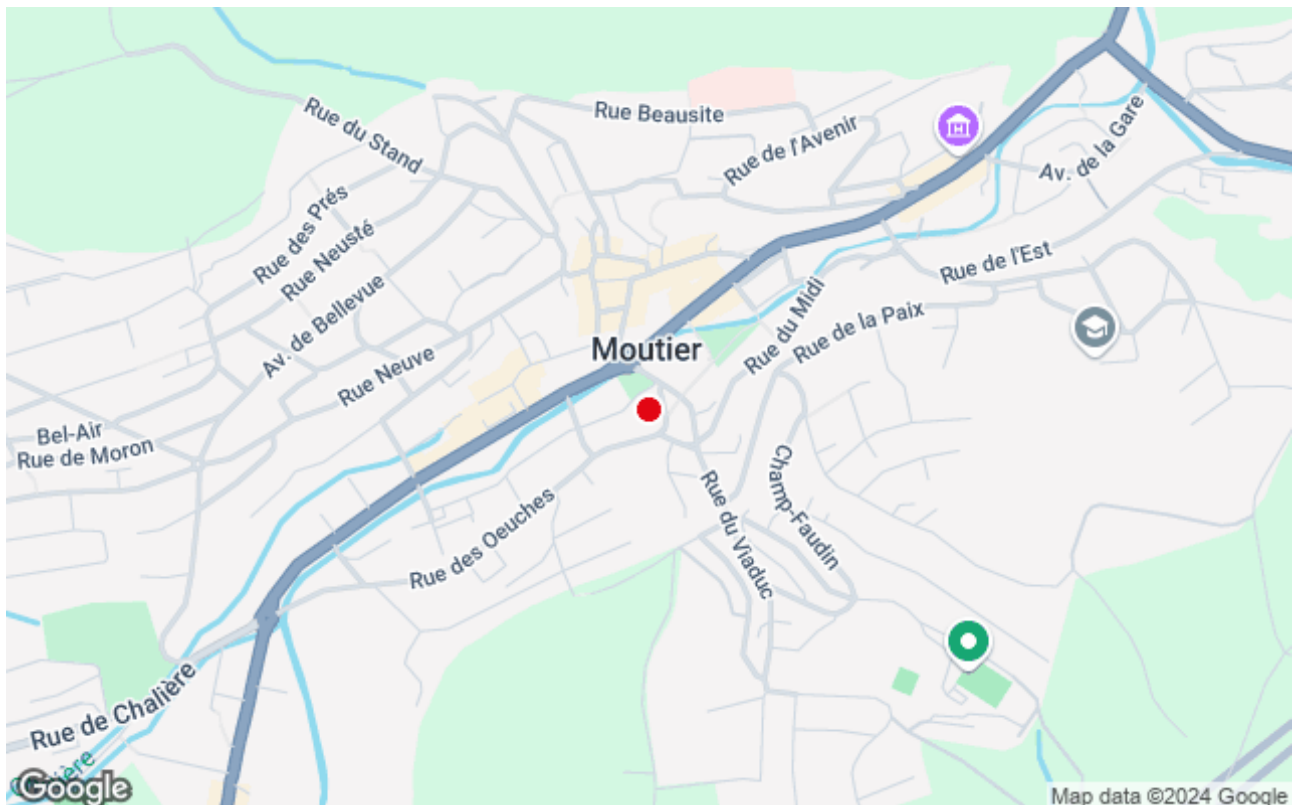 Rue Beausite
Rue du Stand
Rue de l'Avenir
Av. de la Gare
Rue des Prés
Rue Neusté
Rue de l'Est
Av. de Bellevue
Rue du Midi
Rue de la Paix
Moutier
Rue Neuve
Bel-Air
Rue de Moron
Champ-Faudin
Rue des Oeuches
Rue du Viaduc
Rue de Chalière
Google
Map data ©2024 Google